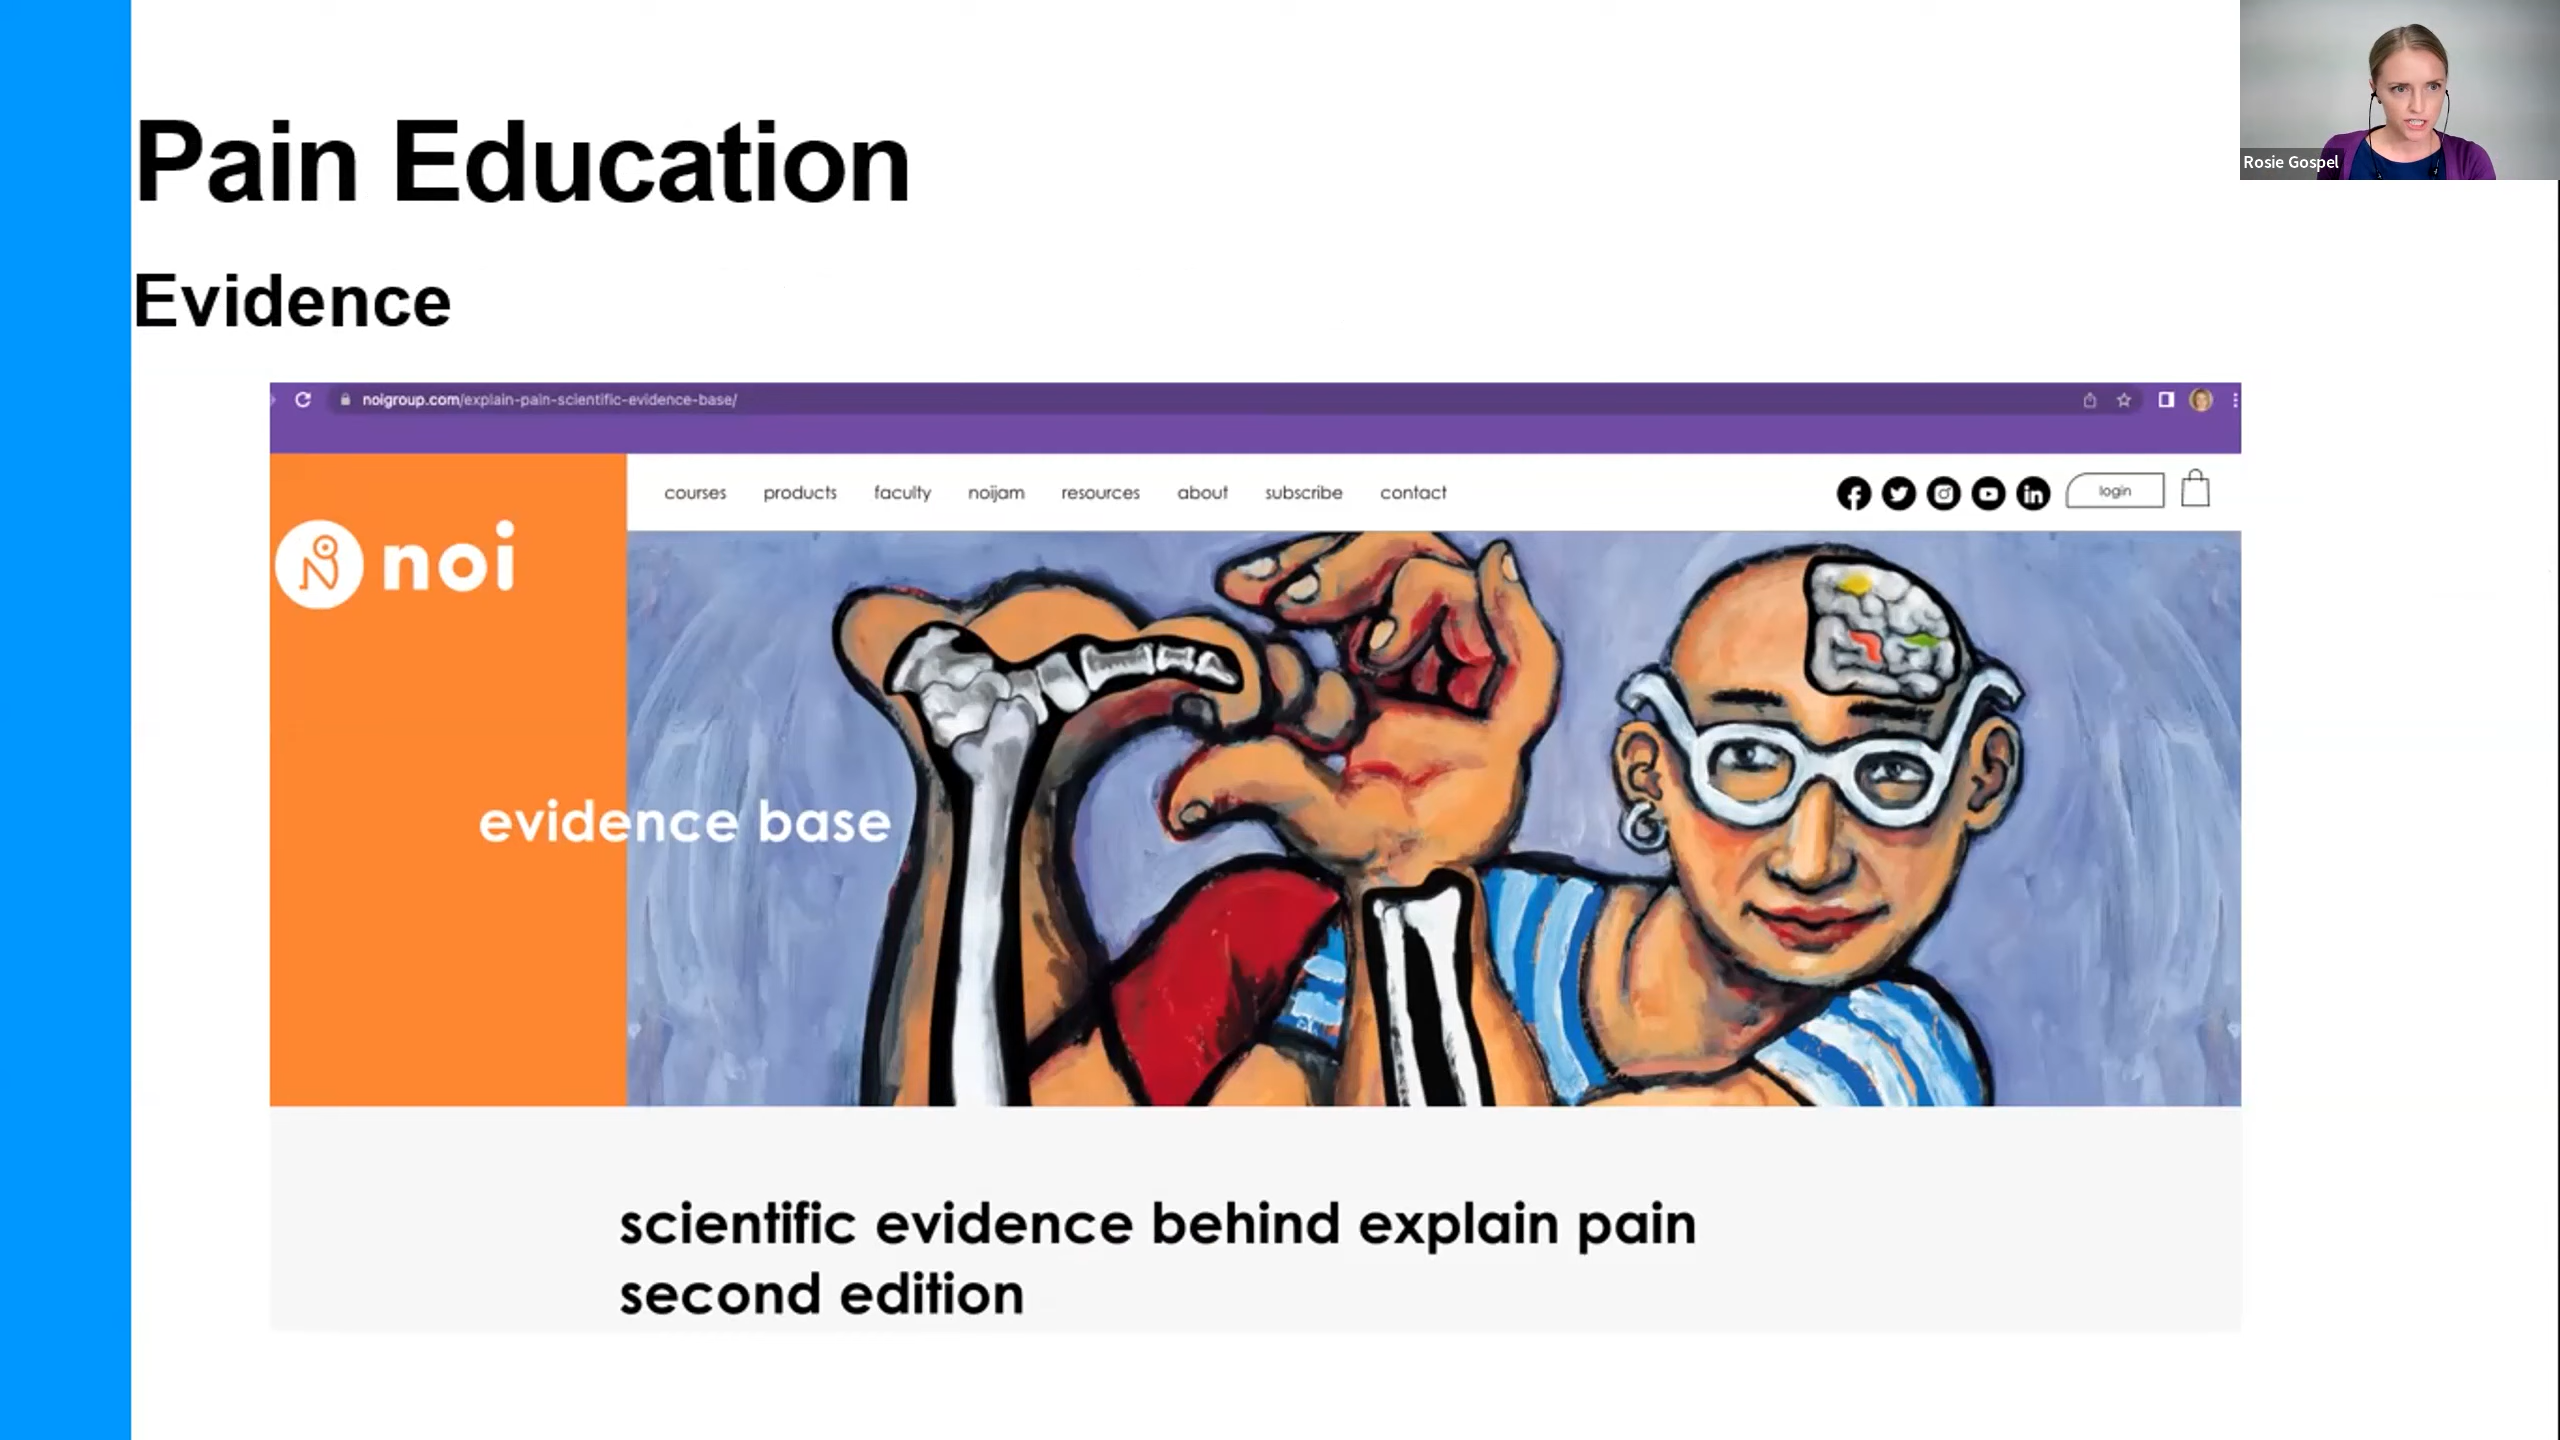 Pain Education
Rosie Gospel
Evidence
noigroup.com/explain-pain-scientific-evidence-base/
courses products faculty noijam resources about subscribe contact
login
noi
evidence base
scientific evidence behind explain pain
second edition